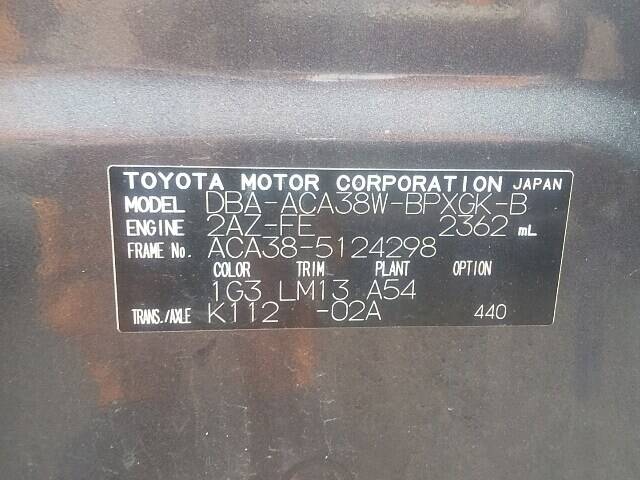 TOYOTA MOTOR CORPORATION JAPAN
MODEL DBA-ACA38W-BPXGK-B
ENGINE 2AZ-FE 2362 mL
FRAME No. ACA38-5124298
COLOR TRIM PLANT OPTION
1G3 LM13 A54
TRANS./AXLE K112 -02A 440